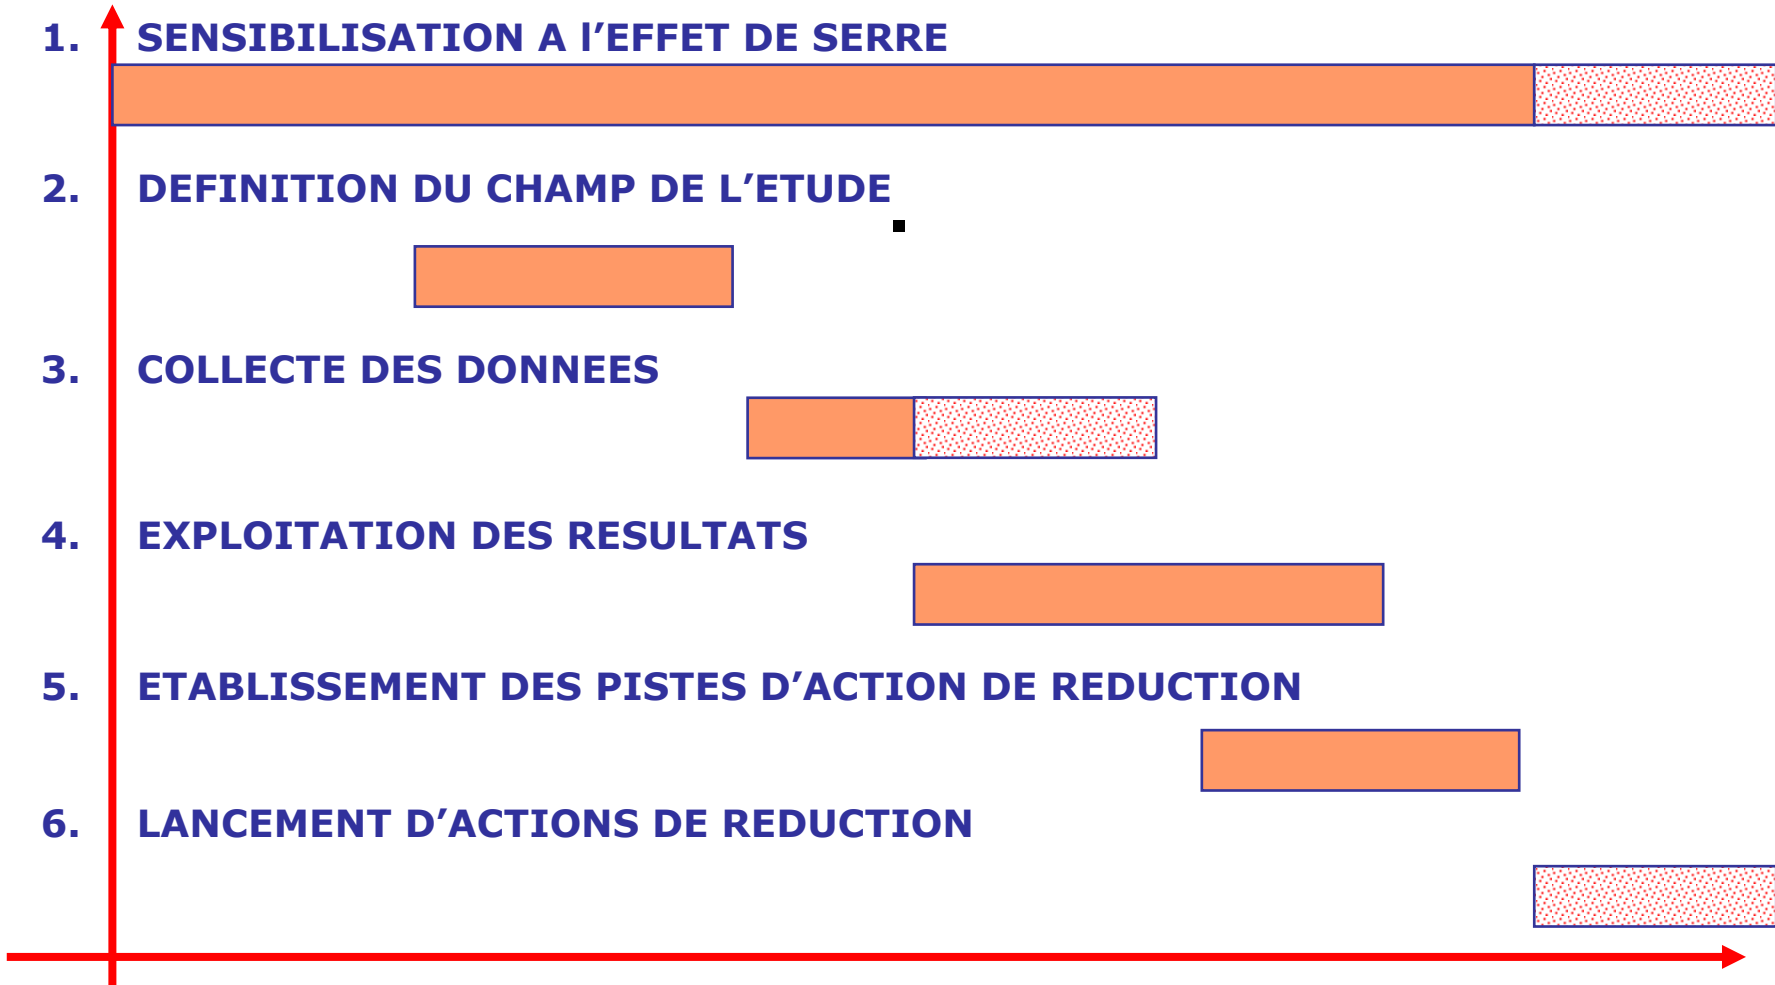 1. SENSIBILISATION A l’EFFET DE SERRE
2. DEFINITION DU CHAMP DE L’ETUDE
3. COLLECTE DES DONNEES
4. EXPLOITATION DES RESULTATS
5. ETABLISSEMENT DES PISTES D’ACTION DE REDUCTION
6. LANCEMENT D’ACTIONS DE REDUCTION